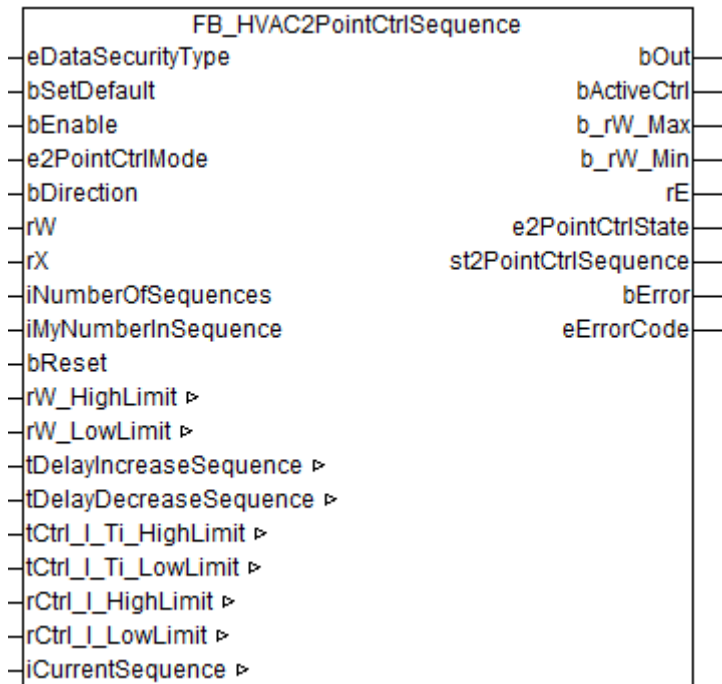 FB_HVAC2PointCtrlSequence
eDataSecurityType bOut
bSetDefault bActiveCtrl
bEnable b_rW_Max
e2PointCtrlMode b_rW_Min
bDirection rE
rW e2PointCtrlState
rX st2PointCtrlSequence
iNumberOfSequences bError
iMyNumberInSequence eErrorCode
bReset
rW_HighLimit ▷
rW_LowLimit ▷
tDelayIncreaseSequence ▷
tDelayDecreaseSequence ▷
tCtrl_I_Ti_HighLimit ▷
tCtrl_I_Ti_LowLimit ▷
rCtrl_I_HighLimit ▷
rCtrl_I_LowLimit ▷
iCurrentSequence ▷